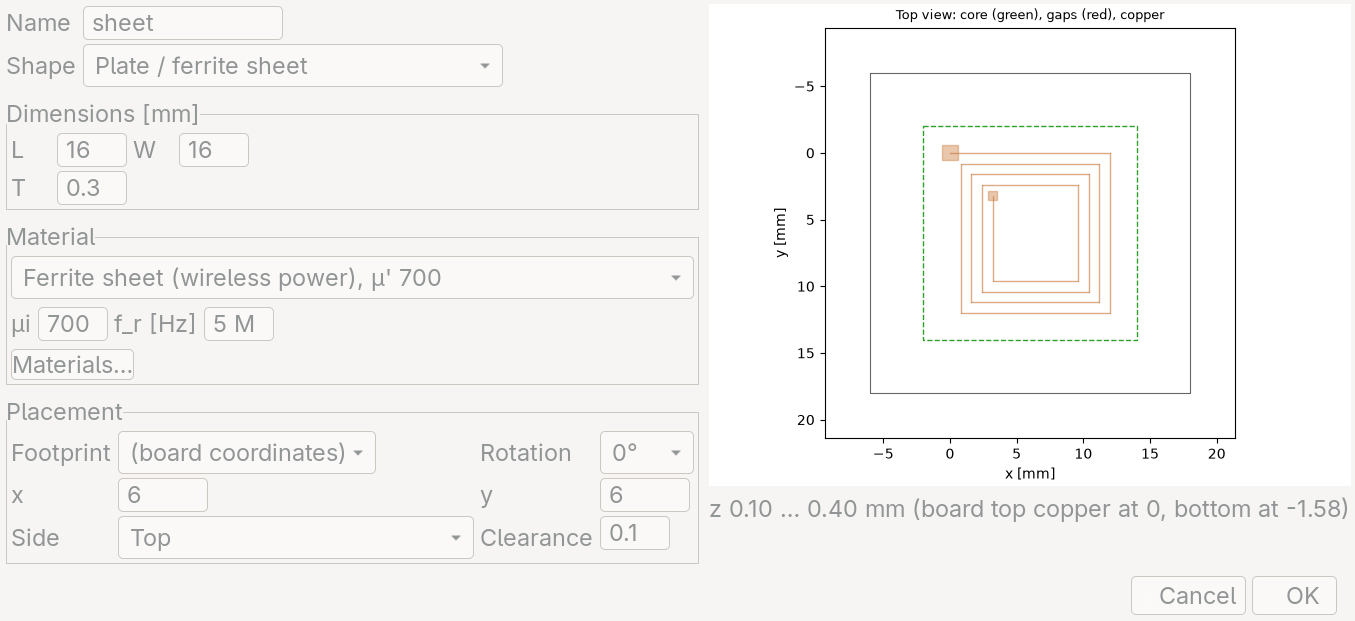 Name sheet
Shape Plate / ferrite sheet
Dimensions [mm]
L 16 W 16
T 0.3
Material
Ferrite sheet (wireless power), μ' 700
μi 700 f_r [Hz] 5 M
Materials...
Placement
Footprint (board coordinates) Rotation 0°
x 6 y 6
Side Top Clearance 0.1
Top view: core (green), gaps (red), copper
−5
0
5
10
15
20
y [mm]
−5 0 5 10 15 20
x [mm]
z 0.10 ... 0.40 mm (board top copper at 0, bottom at -1.58)
Cancel OK